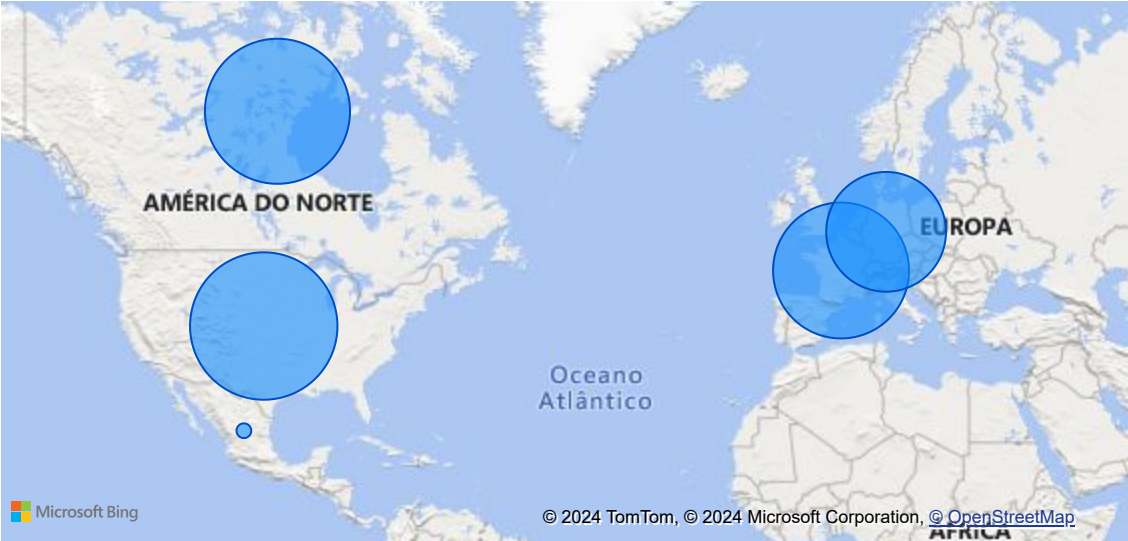 AMÉRICA DO NORTE
EUROPA
Oceano
Atlântico
Microsoft Bing
© 2024 TomTom, © 2024 Microsoft Corporation, © OpenStreetMap
ÁFRICA